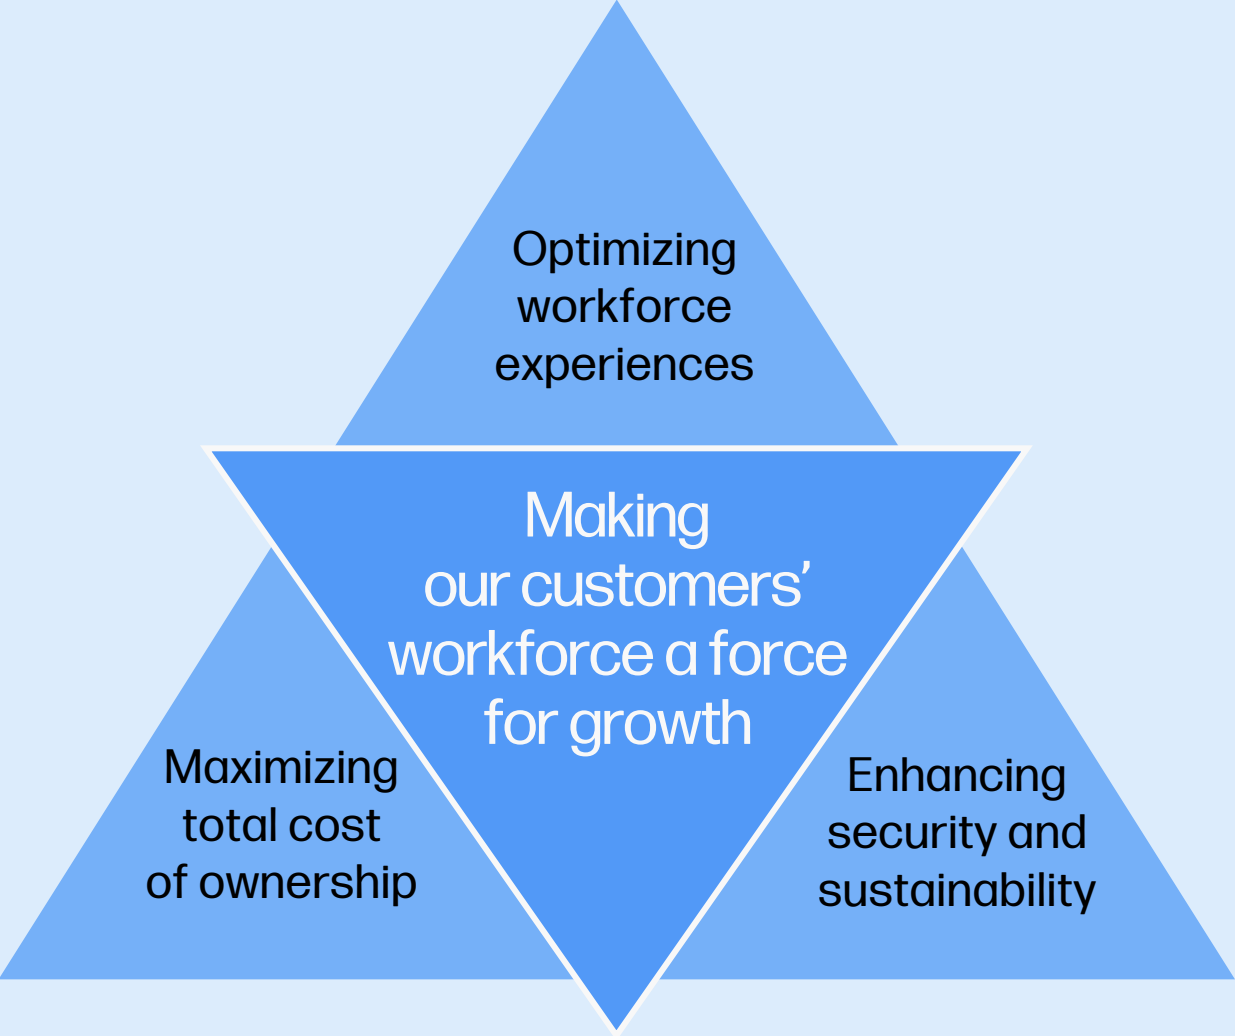 Optimizing
workforce
experiences
Making
our customers’
workforce a force
for growth
Maximizing
total cost
of ownership
Enhancing
security and
sustainability